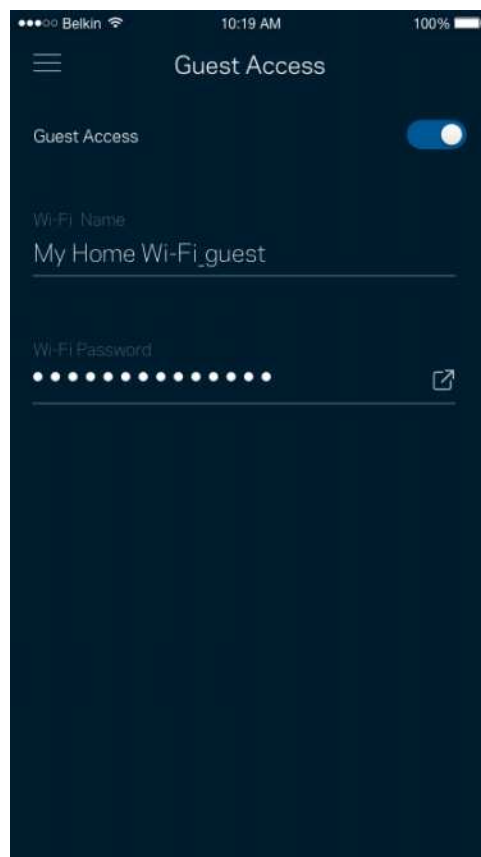 Belkin 10:19 AM 100%
Guest Access
Guest Access
Wi-Fi Name
My Home Wi-Fi_guest
Wi-Fi Password
••••••••••••••